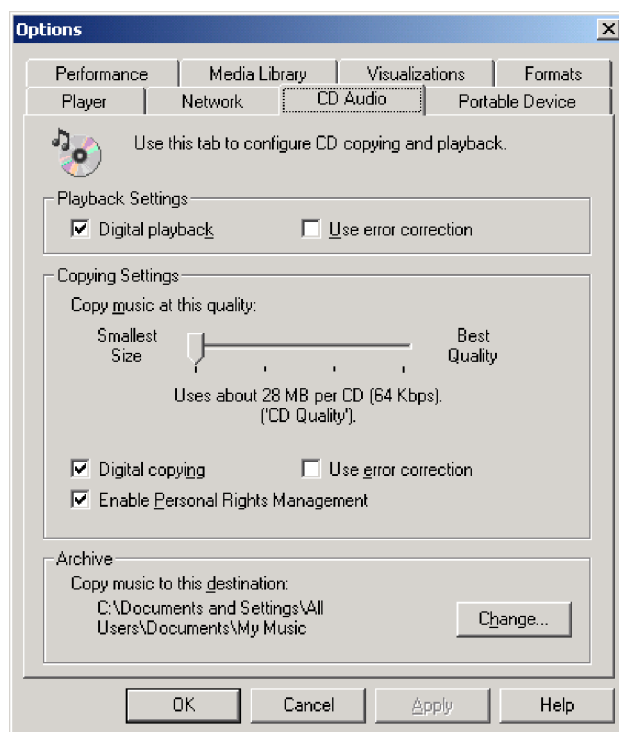 Options
Performance
Media Library
Visualizations
Formats
Player
Network
CD Audio
Portable Device
Use this tab to configure CD copying and playback.
Playback Settings
Digital playback
Use error correction
Copying Settings
Copy music at this quality:
Smallest
Size
Best
Quality
Uses about 28 MB per CD (64 Kbps).
('CD Quality').
Digital copying
Use error correction
Enable Personal Rights Management
Archive
Copy music to this destination:
C:\Documents and Settings\All
Users\Documents\My Music
Change...
OK
Cancel
Apply
Help